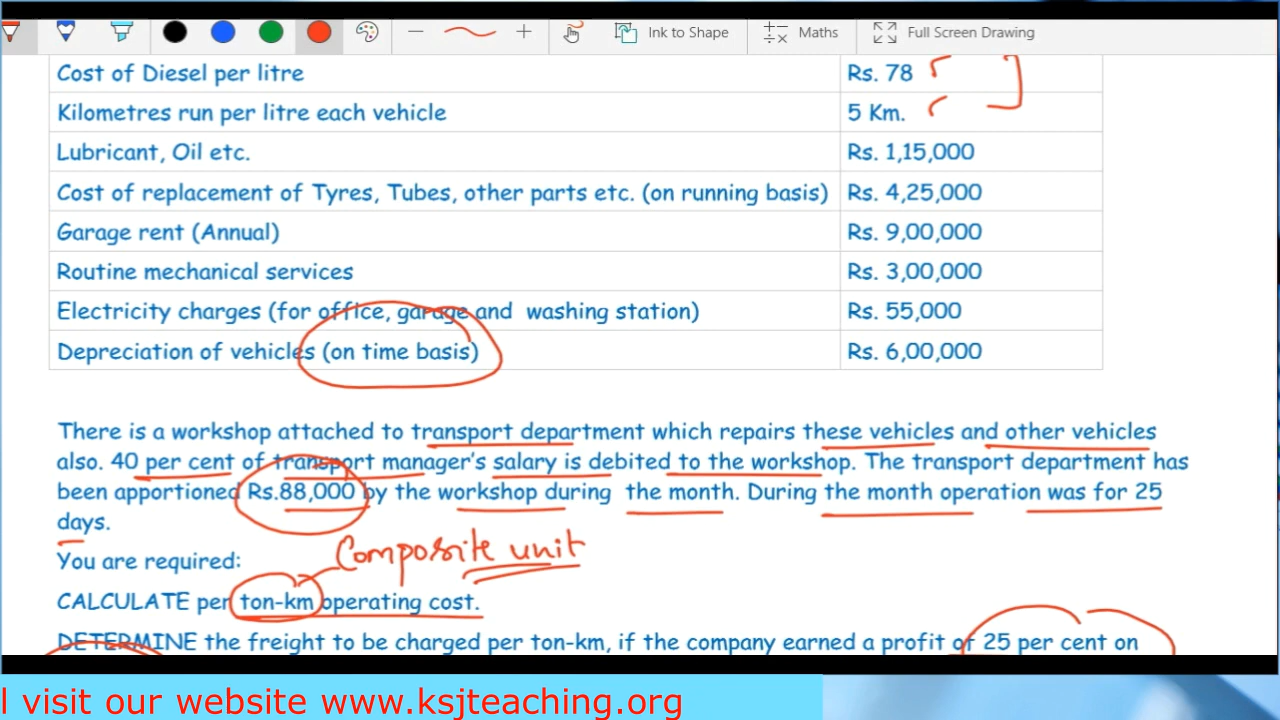 Ink to Shape Maths Full Screen Drawing
Cost of Diesel per litre Rs. 78
Kilometres run per litre each vehicle 5 Km.
Lubricant, Oil etc. Rs. 1,15,000
Cost of replacement of Tyres, Tubes, other parts etc. (on running basis) Rs. 4,25,000
Garage rent (Annual) Rs. 9,00,000
Routine mechanical services Rs. 3,00,000
Electricity charges (for office, garage and washing station) Rs. 55,000
Depreciation of vehicles (on time basis) Rs. 6,00,000
There is a workshop attached to transport department which repairs these vehicles and other vehicles
also. 40 per cent of transport manager's salary is debited to the workshop. The transport department has
been apportioned Rs.88,000 by the workshop during the month. During the month operation was for 25
days.
Composite unit
You are required:
CALCULATE per ton-km operating cost.
DETERMINE the freight to be charged per ton-km, if the company earned a profit of 25 per cent on
l visit our website www.ksjteaching.org